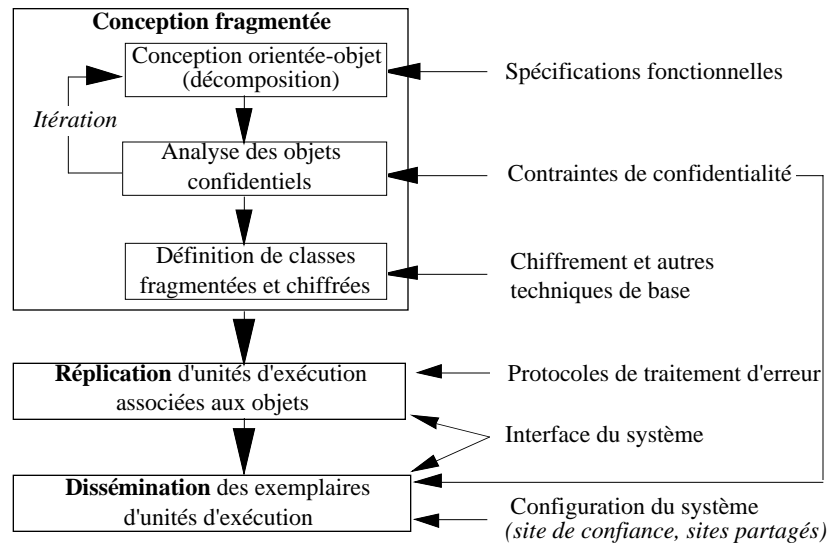 Conception fragmentée
Conception orientée-objet
(décomposition)
Spécifications fonctionnelles
Itération
Analyse des objets
confidentiels
Contraintes de confidentialité
Définition de classes
fragmentées et chiffrées
Chiffrement et autres
techniques de base
Réplication d'unités d'exécution
associées aux objets
Protocoles de traitement d'erreur
Interface du système
Dissémination des exemplaires
d'unités d'exécution
Configuration du système
(site de confiance, sites partagés)